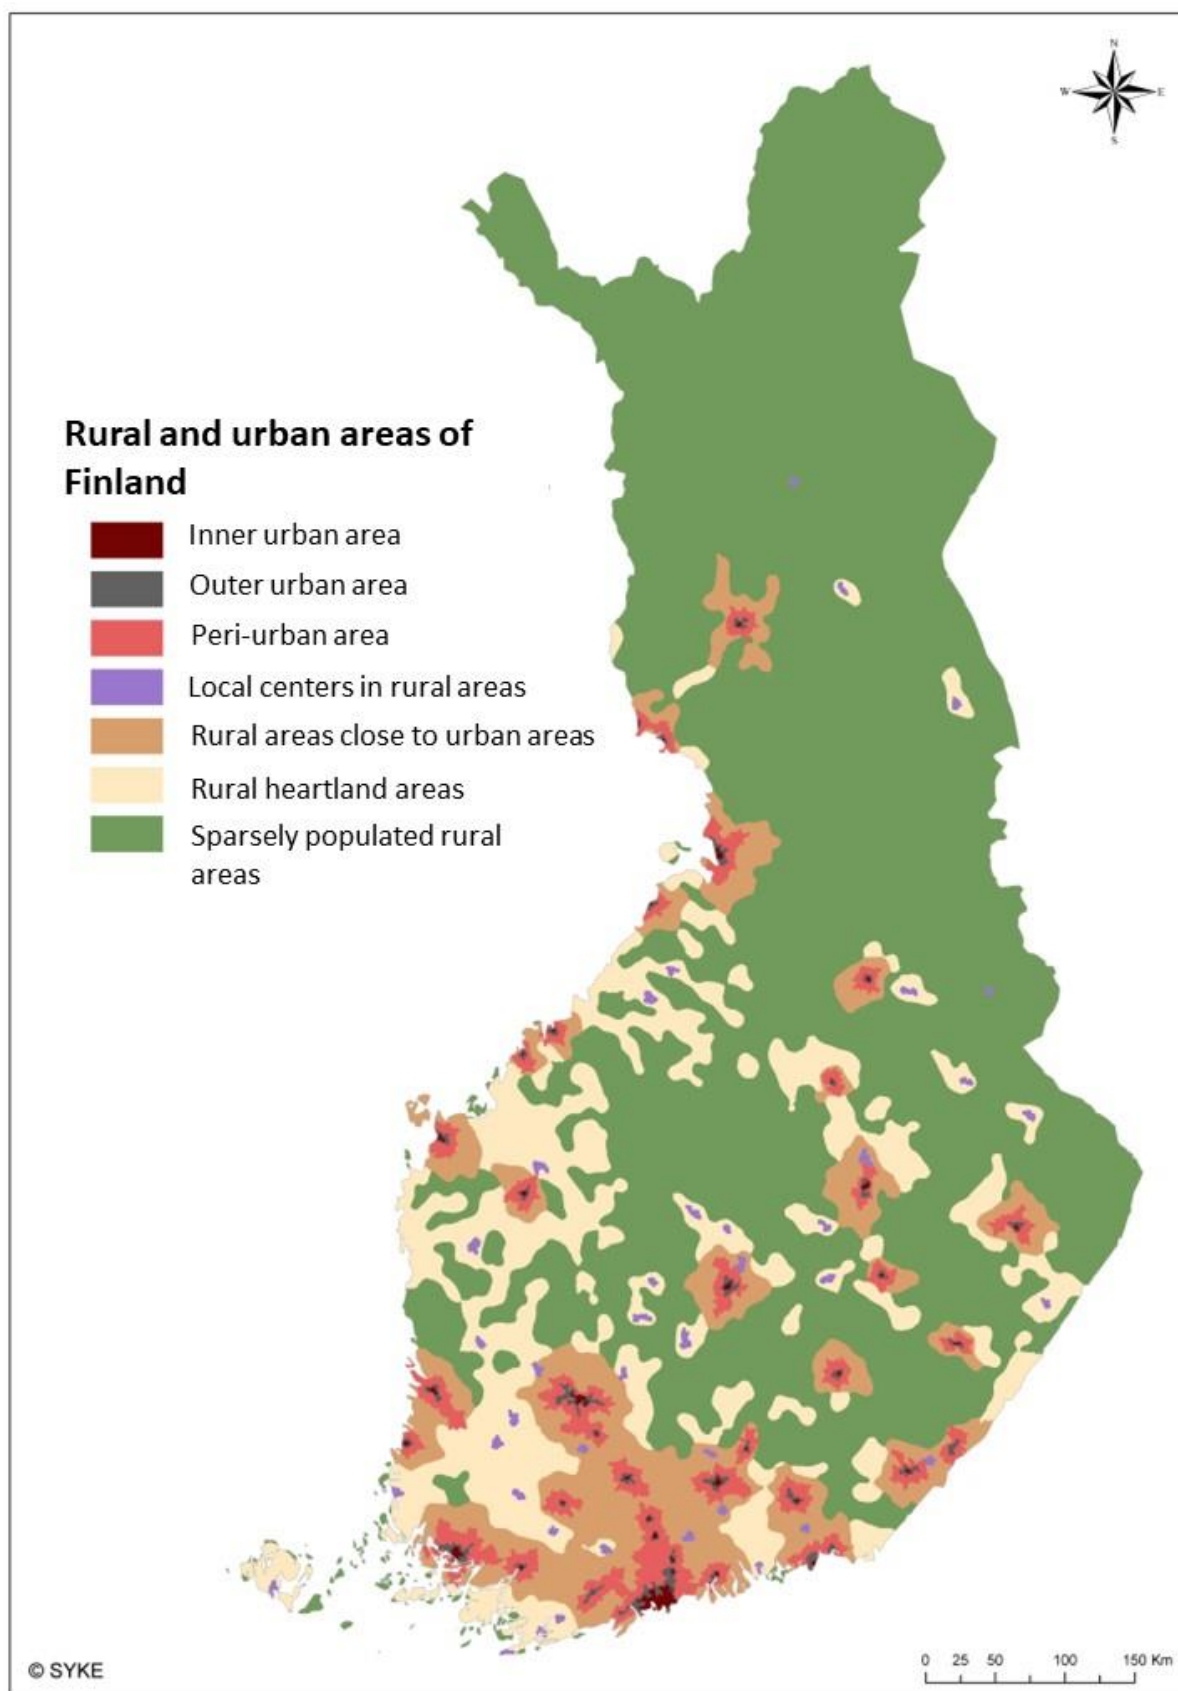 N
W E
S
Rural and urban areas of
Finland
Inner urban area
Outer urban area
Peri-urban area
Local centers in rural areas
Rural areas close to urban areas
Rural heartland areas
Sparsely populated rural
areas
© SYKE
0 25 50 100 150 Km